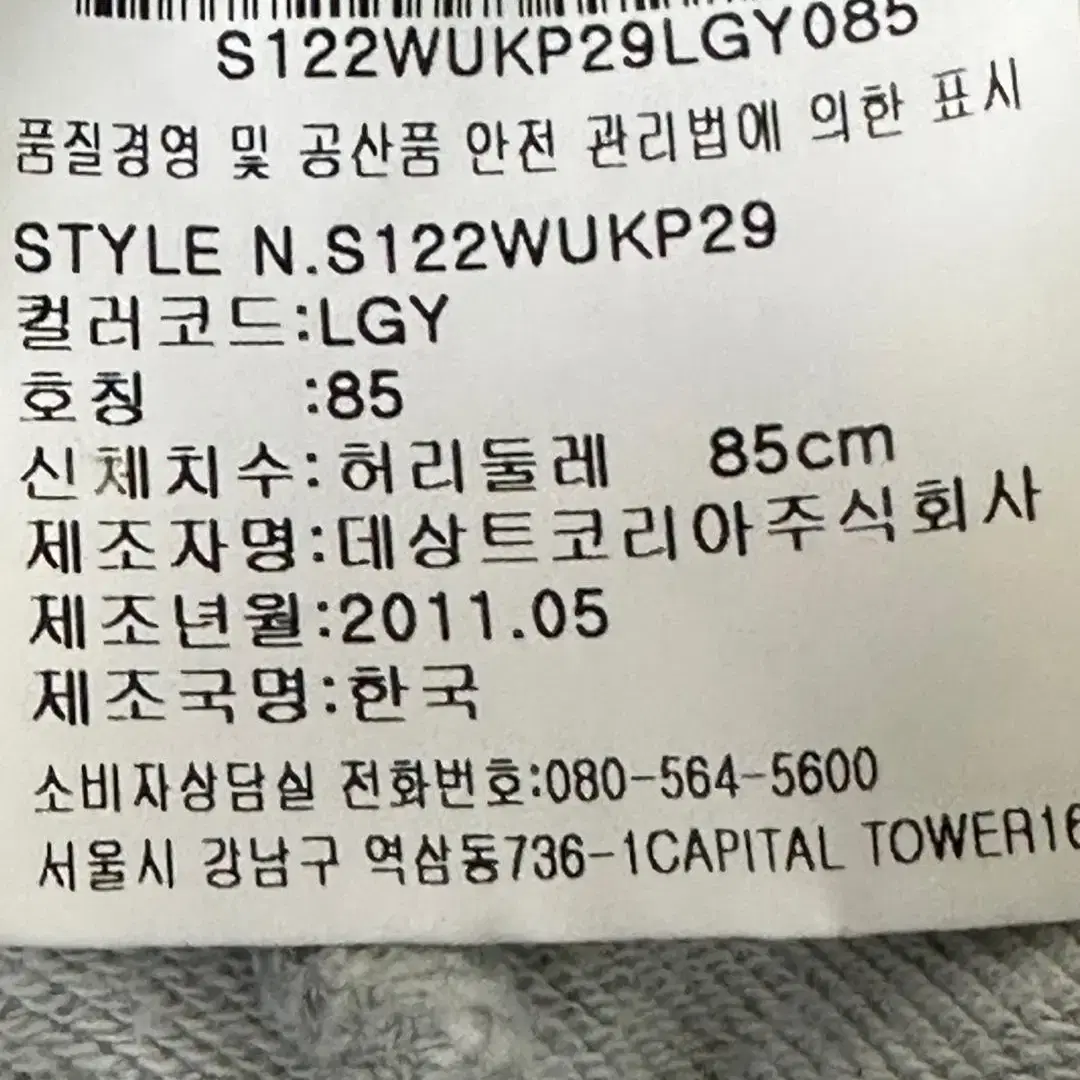 S122WUKP29LGY085
품질경영 및 공산품 안전 관리법에 의한 표시
STYLE N.S122WUKP29
컬러코드:LGY
호칭 :85
신체치수:허리둘레 85cm
제조자명:데상트코리아주식회사
제조년월:2011.05
제조국명:한국
소비자상담실 전화번호:080-564-5600
서울시 강남구 역삼동736-1CAPITAL TOWER16